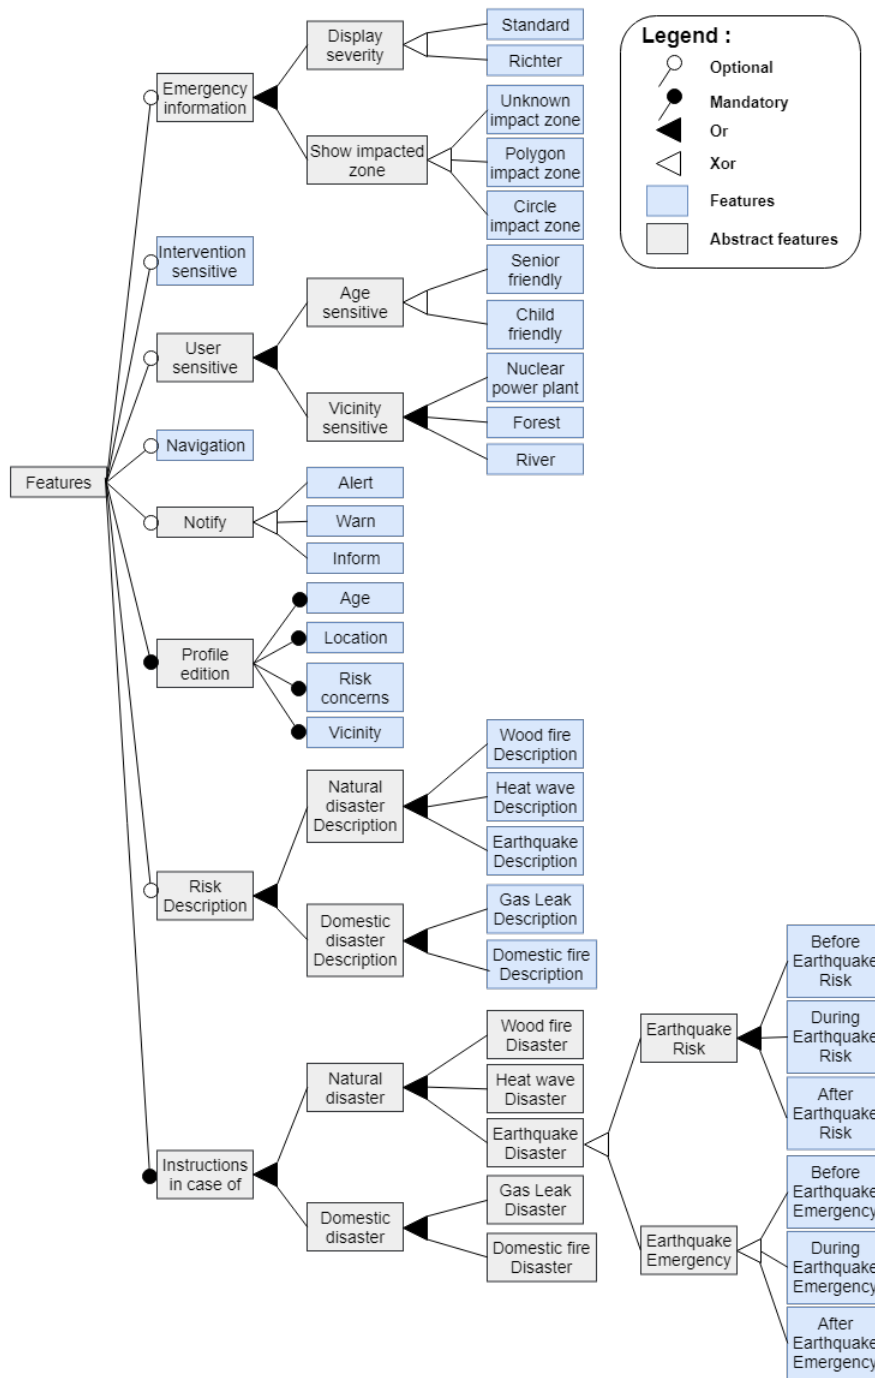 Legend :
Optional
Mandatory
Or
Xor
Features
Abstract features
Features
Emergency
information
Display
severity
Standard
Richter
Show impacted
zone
Unknown
impact zone
Polygon
impact zone
Circle
impact zone
Intervention
sensitive
User
sensitive
Age
sensitive
Senior
friendly
Child
friendly
Vicinity
sensitive
Nuclear
power plant
Forest
River
Navigation
Notify
Alert
Warn
Inform
Profile
edition
Age
Location
Risk
concerns
Vicinity
Risk
Description
Natural
disaster
Description
Wood fire
Description
Heat wave
Description
Earthquake
Description
Domestic
disaster
Description
Gas Leak
Description
Domestic fire
Description
Instructions
in case of
Natural
disaster
Wood fire
Disaster
Heat wave
Disaster
Earthquake
Disaster
Earthquake
Risk
Before
Earthquake
Risk
During
Earthquake
Risk
After
Earthquake
Risk
Earthquake
Emergency
Before
Earthquake
Emergency
During
Earthquake
Emergency
After
Earthquake
Emergency
Domestic
disaster
Gas Leak
Disaster
Domestic fire
Disaster